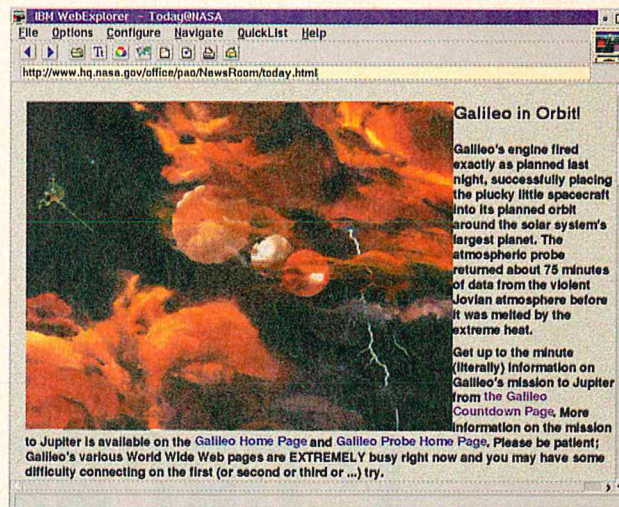 IBM WebExplorer - Today@NASA
File Options Configure Navigate QuickList Help
http://www.hq.nasa.gov/office/pao/NewsRoom/today.html
Galileo in Orbit!
Galileo's engine fired
exactly as planned last
night, successfully placing
the plucky little spacecraft
into its planned orbit
around the solar system's
largest planet. The
atmospheric probe
returned about 75 minutes
of data from the violent
Jovian atmosphere before
it was melted by the
extreme heat.
Get up to the minute
(literally) information on
Galileo's mission to Jupiter
from the Galileo
Countdown Page. More
information on the mission
to Jupiter is available on the Galileo Home Page and Galileo Probe Home Page. Please be patient;
Galileo's various World Wide Web pages are EXTREMELY busy right now and you may have some
difficulty connecting on the first (or second or third or ...) try.